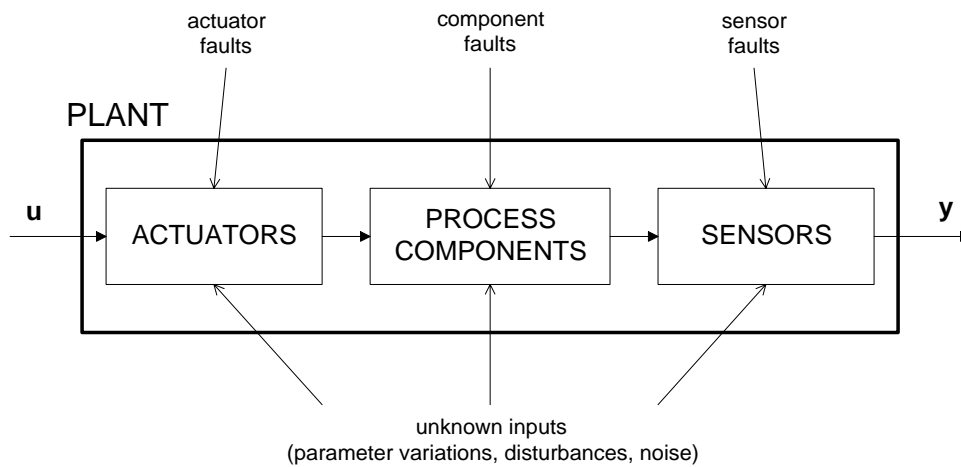 actuator
faults
component
faults
sensor
faults
PLANT
u
ACTUATORS
PROCESS
COMPONENTS
SENSORS
y
unknown inputs
(parameter variations, disturbances, noise)